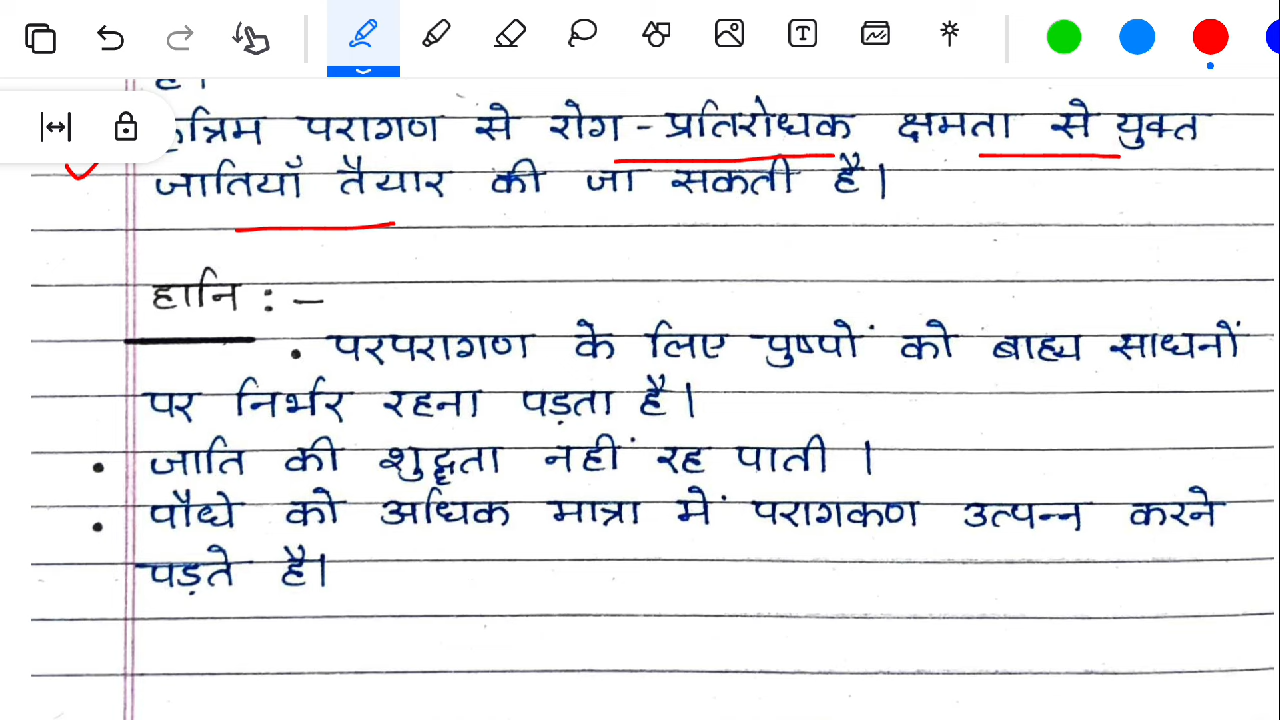 है।
कृत्रिम परागण से रोग - प्रतिरोधक क्षमता से युक्त
जातियाँ तैयार की जा सकती है।
हानि : –
• परपरागण के लिए पुष्पों को बाह्य साधनों
पर निर्भर रहना पड़ता है।
• जाति की शुद्धता नहीं रह पाती ।
• पौधे को अधिक मात्रा में परागकण उत्पन्न करने
पड़ते है।